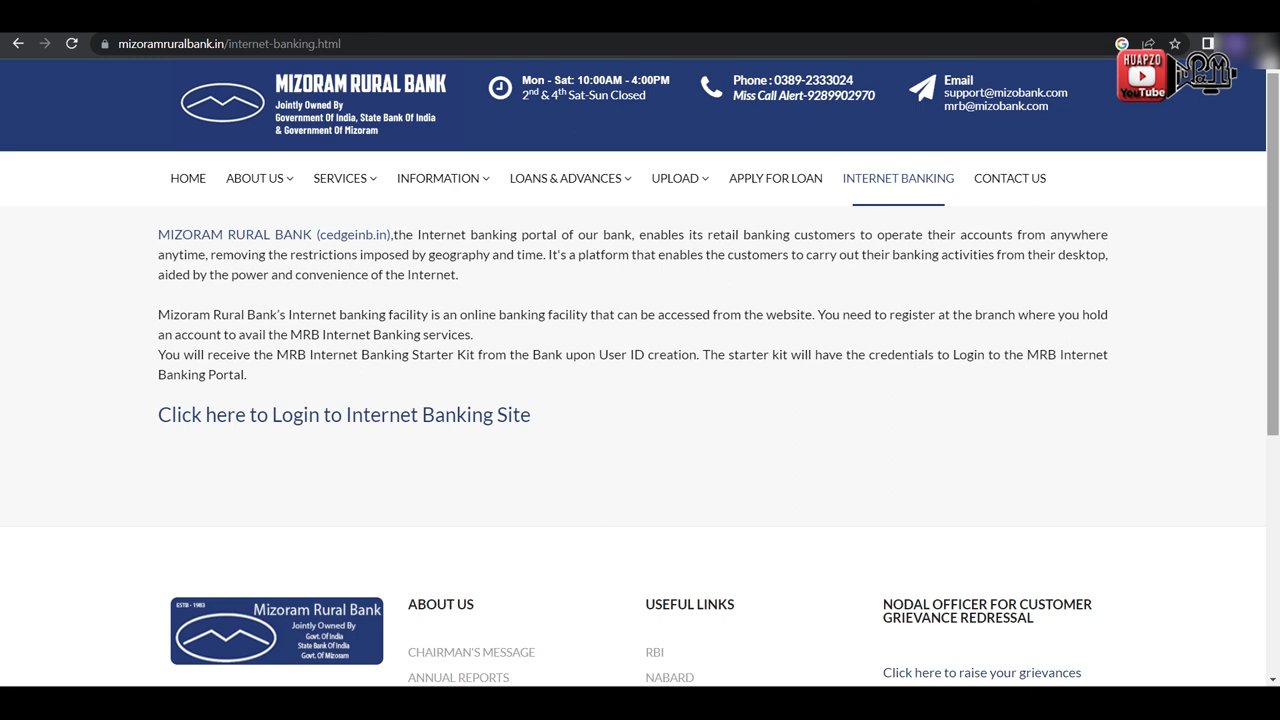 mizoramruralbank.in/internet-banking.html
HUAPZO
YouTube
MIZORAM RURAL BANK
Jointly Owned By
Government Of India, State Bank Of India
& Government Of Mizoram
Mon - Sat: 10:00AM - 4:00PM
2nd & 4th Sat-Sun Closed
Phone : 0389-2333024
Miss Call Alert-9289902970
Email
support@mizobank.com
mrb@mizobank.com
HOME ABOUT US SERVICES INFORMATION LOANS & ADVANCES UPLOAD APPLY FOR LOAN INTERNET BANKING CONTACT US
MIZORAM RURAL BANK (cedgeinb.in),the Internet banking portal of our bank, enables its retail banking customers to operate their accounts from anywhere
anytime, removing the restrictions imposed by geography and time. It's a platform that enables the customers to carry out their banking activities from their desktop,
aided by the power and convenience of the Internet.
Mizoram Rural Bank's Internet banking facility is an online banking facility that can be accessed from the website. You need to register at the branch where you hold
an account to avail the MRB Internet Banking services.
You will receive the MRB Internet Banking Starter Kit from the Bank upon User ID creation. The starter kit will have the credentials to Login to the MRB Internet
Banking Portal.
Click here to Login to Internet Banking Site
ESTB - 1983
Mizoram Rural Bank
Jointly Owned By
Govt. Of India
State Bank Of India
Govt. Of Mizoram
ABOUT US
CHAIRMAN'S MESSAGE
ANNUAL REPORTS
USEFUL LINKS
RBI
NABARD
NODAL OFFICER FOR CUSTOMER
GRIEVANCE REDRESSAL
Click here to raise your grievances